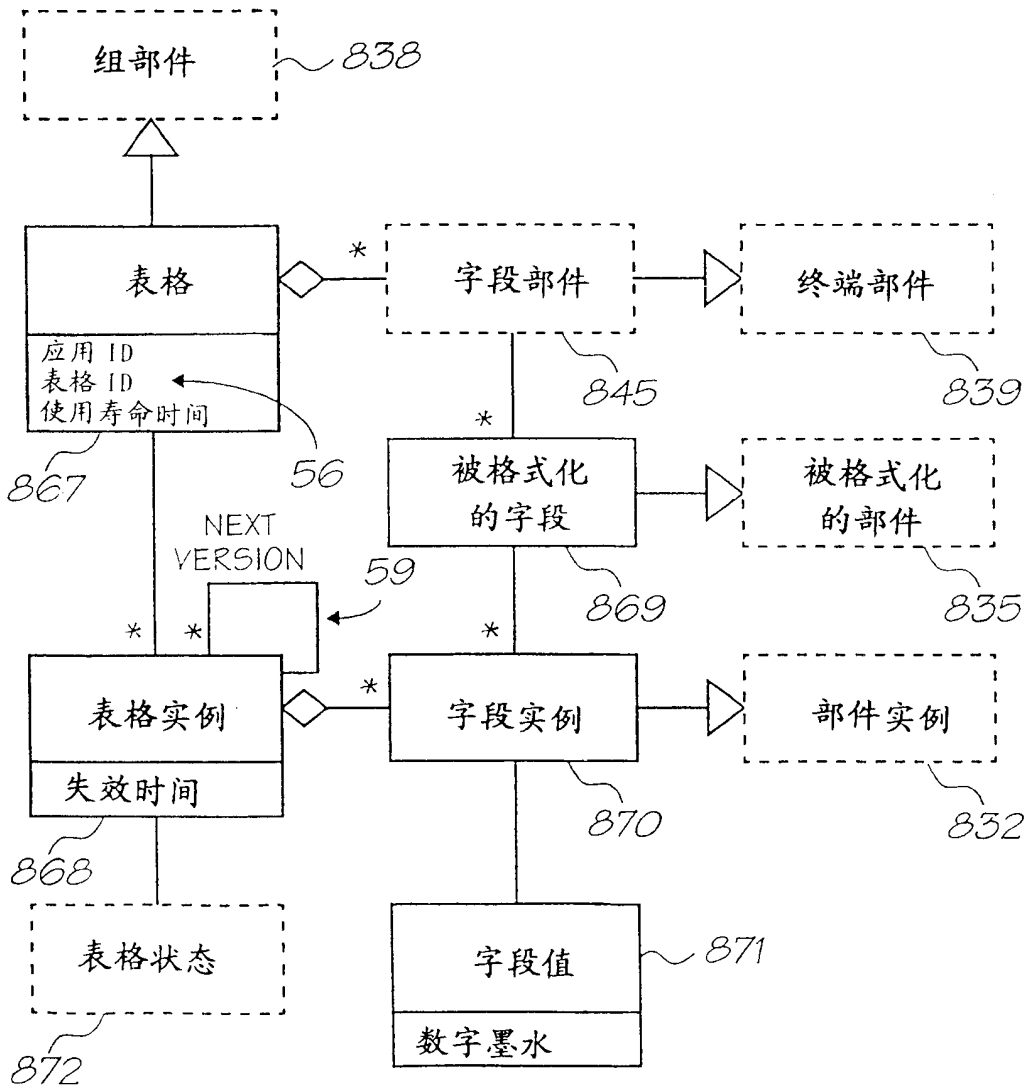 组部件
838
表格
*
字段部件
终端部件
应用ID
表格ID
使用寿命时间
845
839
867
56
*
被格式化
的字段
被格式化
的部件
NEXT
VERSION
59
869
835
*
*
*
表格实例
*
字段实例
部件实例
失效时间
870
832
868
表格状态
字段值
871
872
数字墨水